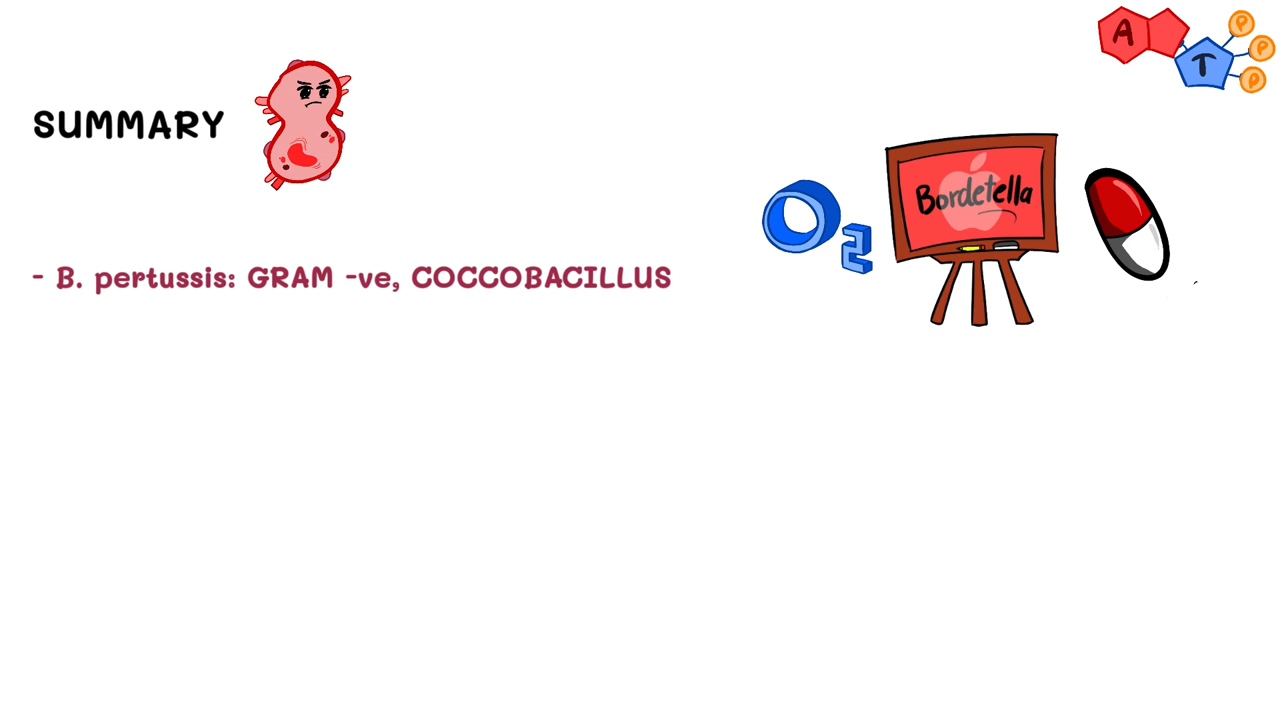 A T P P P
SUMMARY
Bordetella
O2
- B. pertussis: GRAM -ve, COCCOBACILLUS